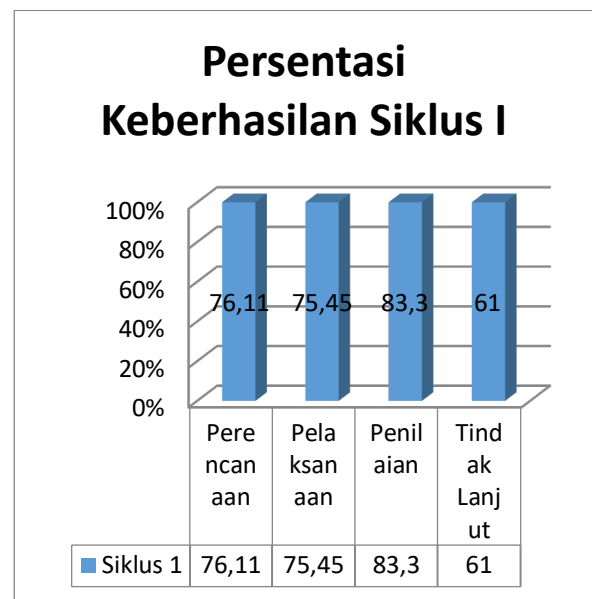 Persentasi
Keberhasilan Siklus I
100%
80%
60%
40%
20%
0%
76,11 75,45 83,3 61
Pere Pela Penil Tind
ncan ksan aian ak
aan aan Lanj
ut
Siklus 1 76,11 75,45 83,3 61